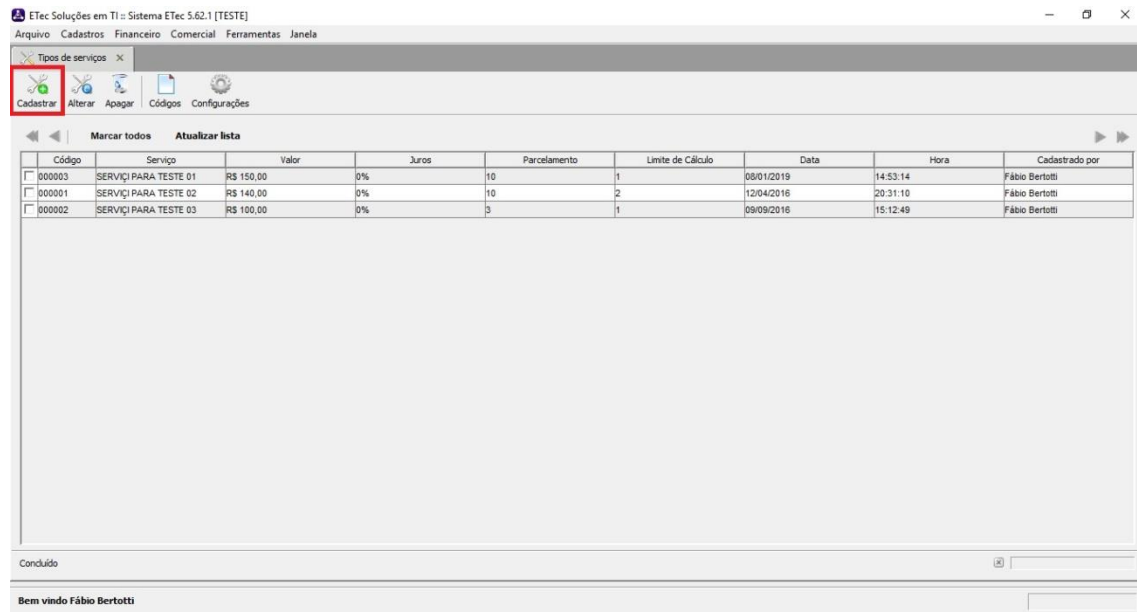 ETec Soluções em TI :: Sistema ETec 5.62.1 [TESTE]
Arquivo Cadastros Financeiro Comercial Ferramentas Janela
Tipos de serviços
Cadastrar Alterar Apagar Códigos Configurações
Marcar todos Atualizar lista
Código Serviço Valor Juros Parcelamento Limite de Cálculo Data Hora Cadastrado por
000003 SERVIÇI PARA TESTE 01 R$ 150,00 0% 10 1 08/01/2019 14:53:14 Fábio Bertotti
000001 SERVIÇI PARA TESTE 02 R$ 140,00 0% 10 2 12/04/2016 20:31:10 Fábio Bertotti
000002 SERVIÇI PARA TESTE 03 R$ 100,00 0% 3 1 09/09/2016 15:12:49 Fábio Bertotti
Concluído
Bem vindo Fábio Bertotti